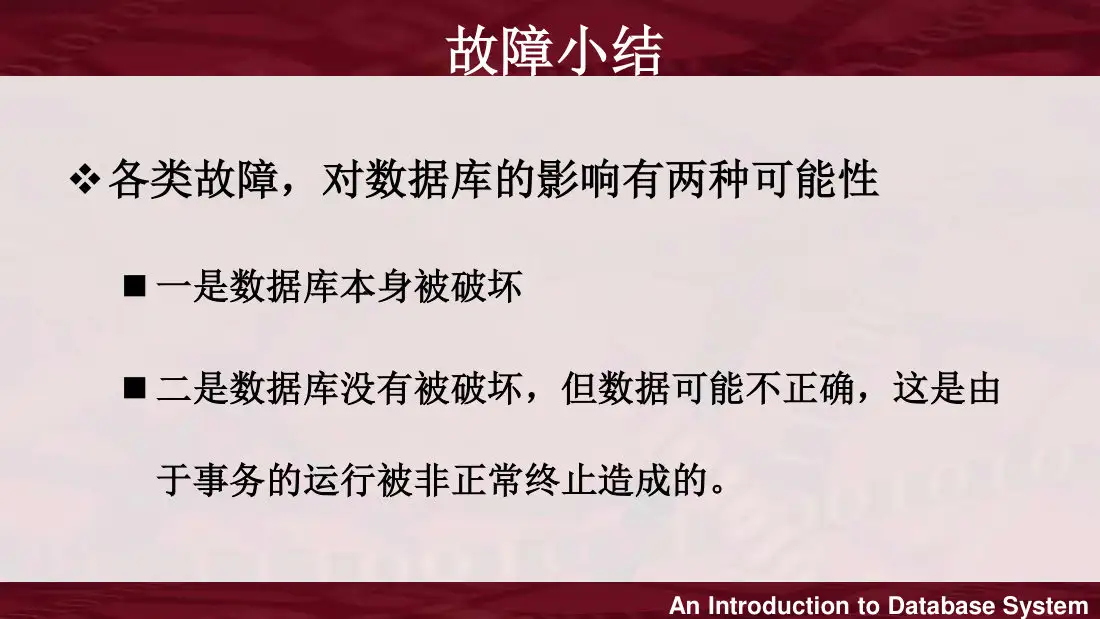 故障小结
❖各类故障，对数据库的影响有两种可能性
■ 一是数据库本身被破坏
■ 二是数据库没有被破坏，但数据可能不正确，这是由
于事务的运行被非正常终止造成的。
An Introduction to Database System